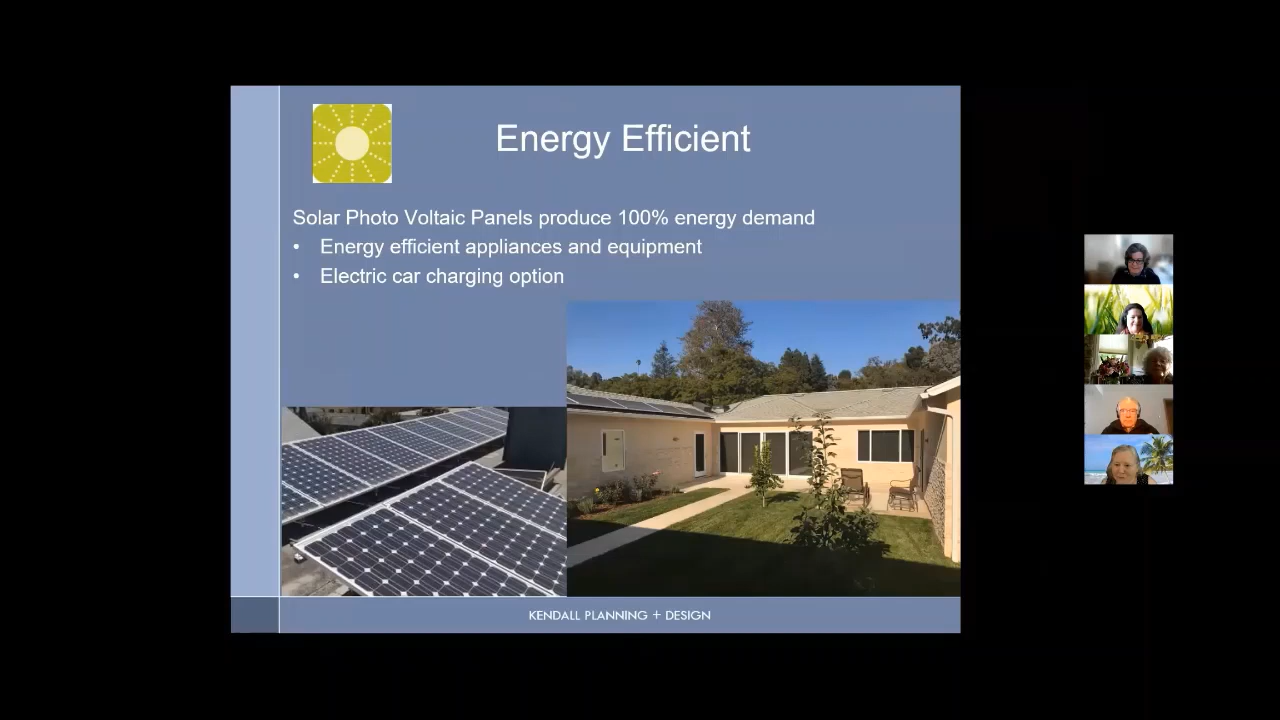 Energy Efficient
Solar Photo Voltaic Panels produce 100% energy demand
• Energy efficient appliances and equipment
• Electric car charging option
KENDALL PLANNING + DESIGN